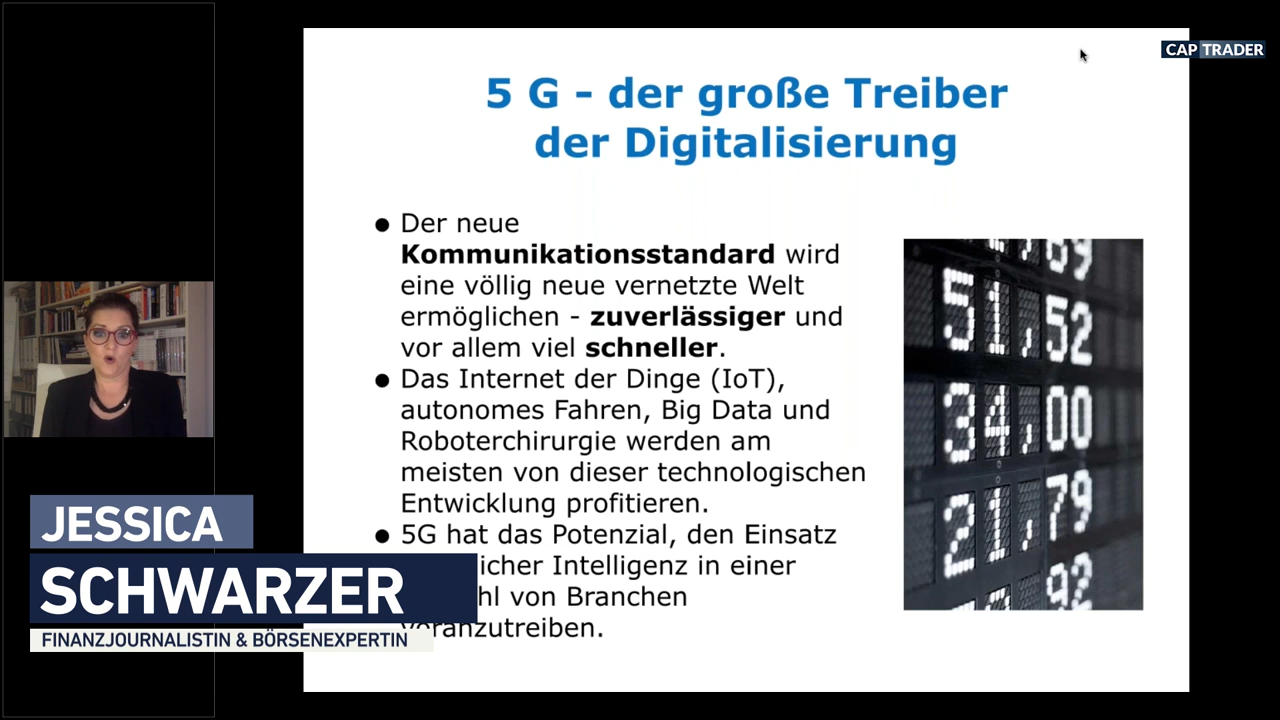 CAP TRADER
5 G - der große Treiber
der Digitalisierung
● Der neue
Kommunikationsstandard wird
eine völlig neue vernetzte Welt
ermöglichen - zuverlässiger und
vor allem viel schneller.
● Das Internet der Dinge (IoT),
autonomes Fahren, Big Data und
Roboterchirurgie werden am
meisten von dieser technologischen
Entwicklung profitieren.
● 5G hat das Potenzial, den Einsatz
Intelligenz in einer
von Branchen
voranzutreiben.
51,52
34,00
21,79
92
JESSICA
SCHWARZER
FINANZJOURNALISTIN & BÖRSENEXPERTIN